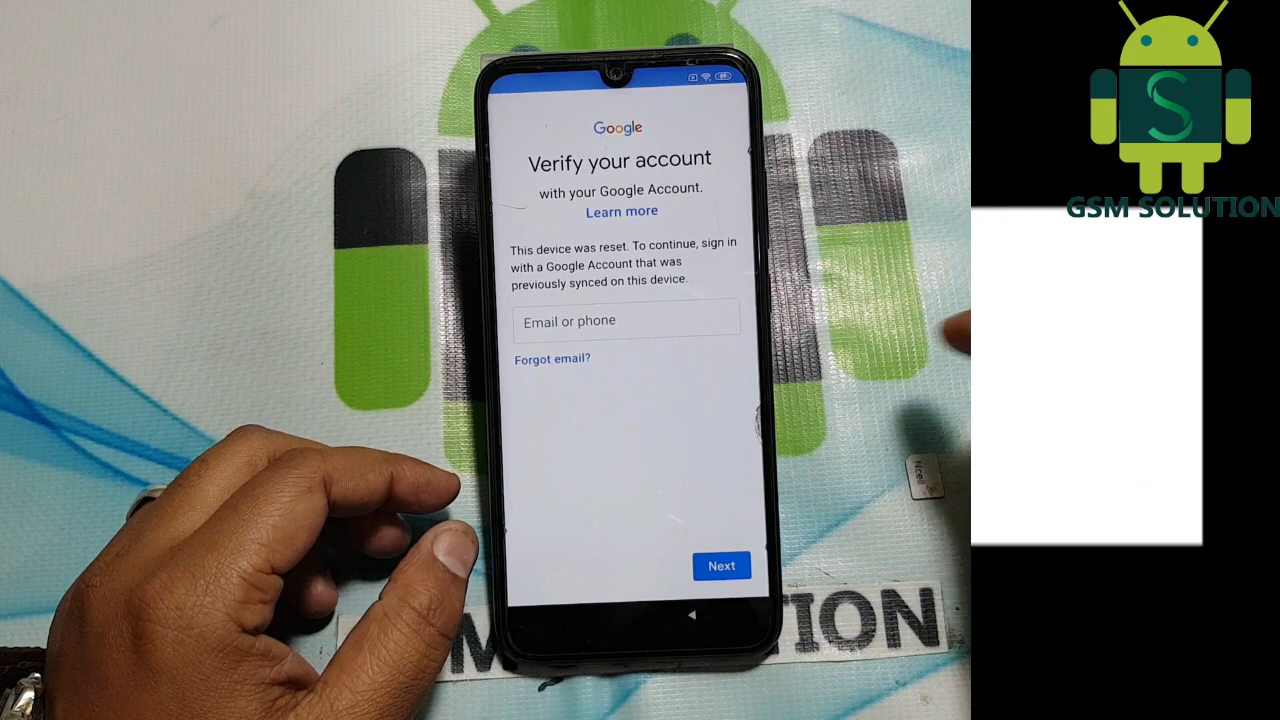 Google
Verify your account
with your Google Account.
Learn more
This device was reset. To continue, sign in
with a Google Account that was
previously synced on this device.
Email or phone
Forgot email?
Next
Ncell
GSM SOLUTION